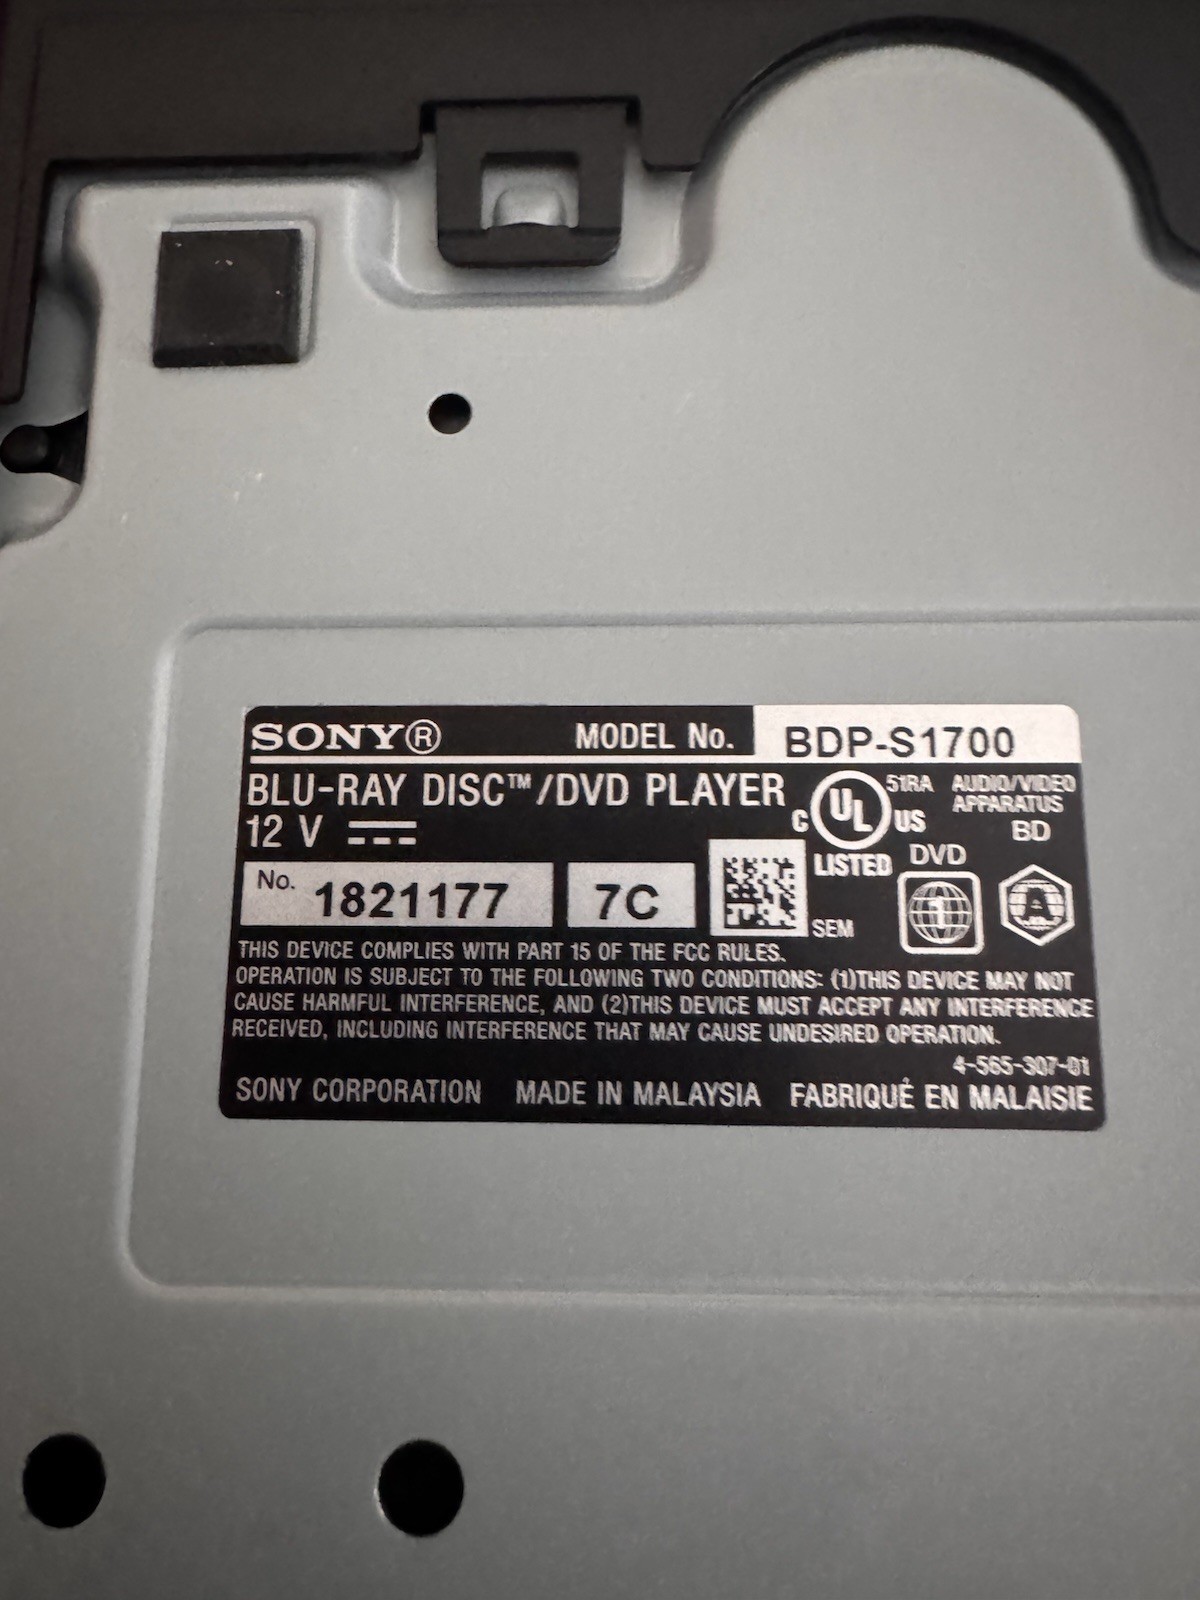 SONY® MODEL No. BDP-S1700
BLU-RAY DISC™/DVD PLAYER
12 V
C UL US LISTED
51RA AUDIO/VIDEO
APPARATUS
BD
DVD
1
A
No. 1821177 7C
SEM
THIS DEVICE COMPLIES WITH PART 15 OF THE FCC RULES.
OPERATION IS SUBJECT TO THE FOLLOWING TWO CONDITIONS: (1)THIS DEVICE MAY NOT
CAUSE HARMFUL INTERFERENCE, AND (2)THIS DEVICE MUST ACCEPT ANY INTERFERENCE
RECEIVED, INCLUDING INTERFERENCE THAT MAY CAUSE UNDESIRED OPERATION.
4-565-307-01
SONY CORPORATION MADE IN MALAYSIA FABRIQUÉ EN MALAISIE